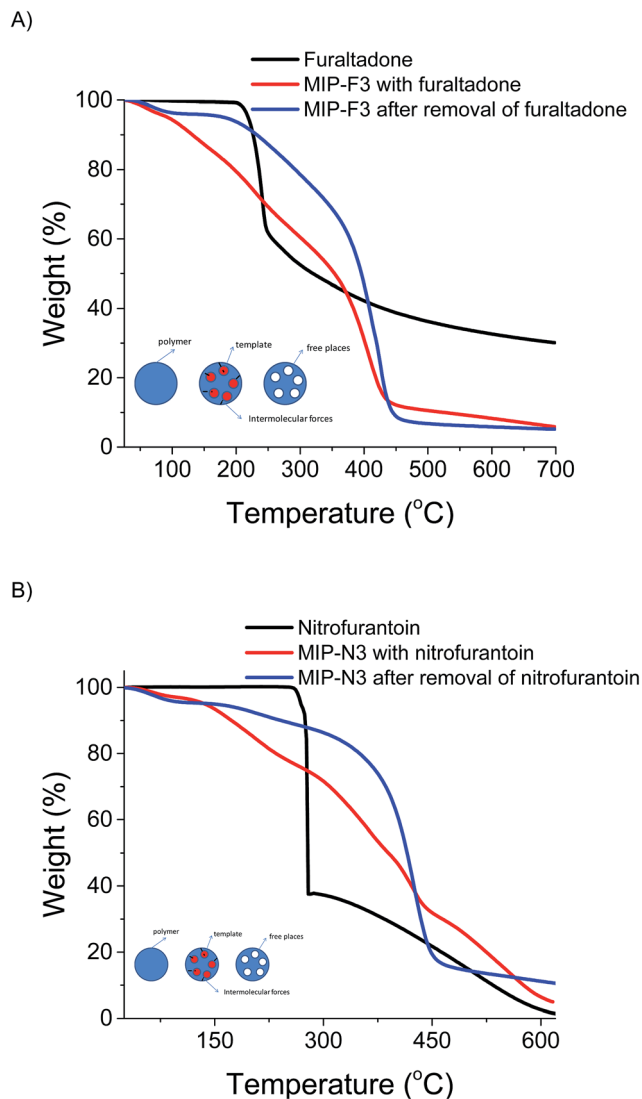 A)
Furaltadone
MIP-F3 with furaltadone
MIP-F3 after removal of furaltadone
100
80
60
40
20
0
Weight (%)
polymer
template
free places
Intermolecular forces
100 200 300 400 500 600 700
Temperature (°C)
B)
Nitrofurantoin
MIP-N3 with nitrofurantoin
MIP-N3 after removal of nitrofurantoin
100
80
60
40
20
0
Weight (%)
polymer
template
free places
Intermolecular forces
150 300 450 600
Temperature (°C)